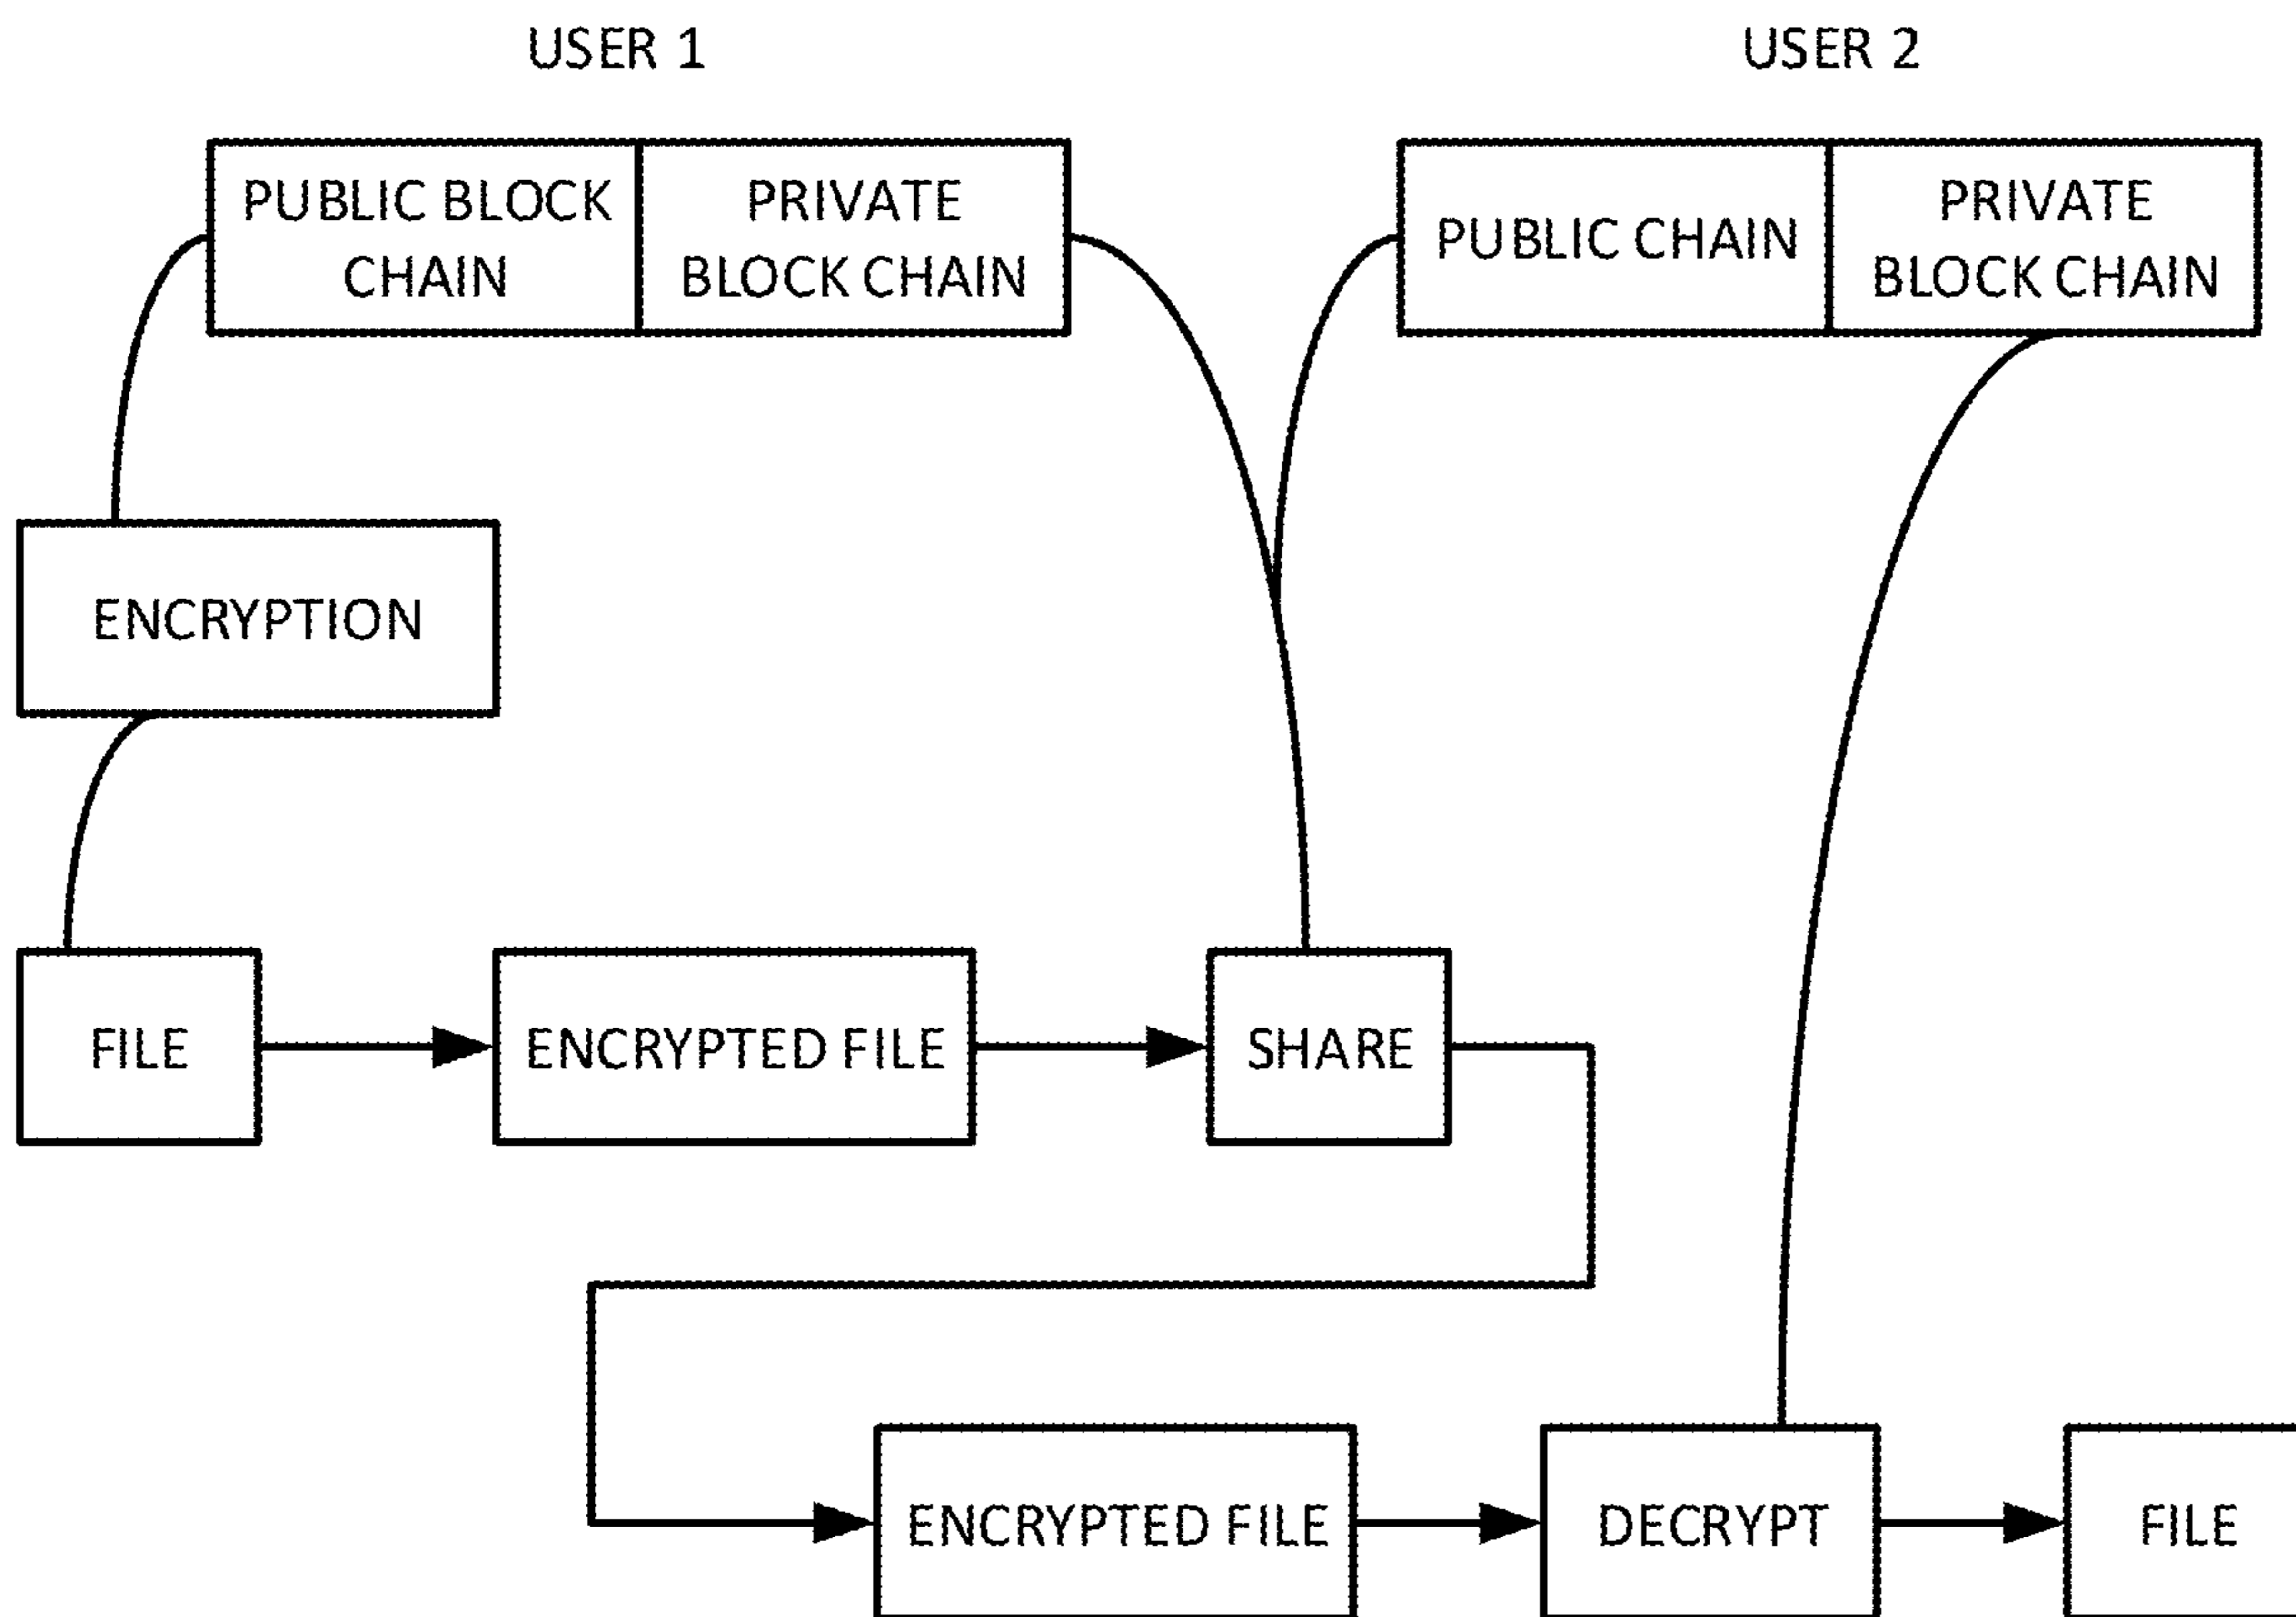 USER 1
USER 2
PUBLIC BLOCK
CHAIN
PRIVATE
BLOCK CHAIN
PUBLIC CHAIN
PRIVATE
BLOCK CHAIN
ENCRYPTION
FILE
ENCRYPTED FILE
SHARE
ENCRYPTED FILE
DECRYPT
FILE